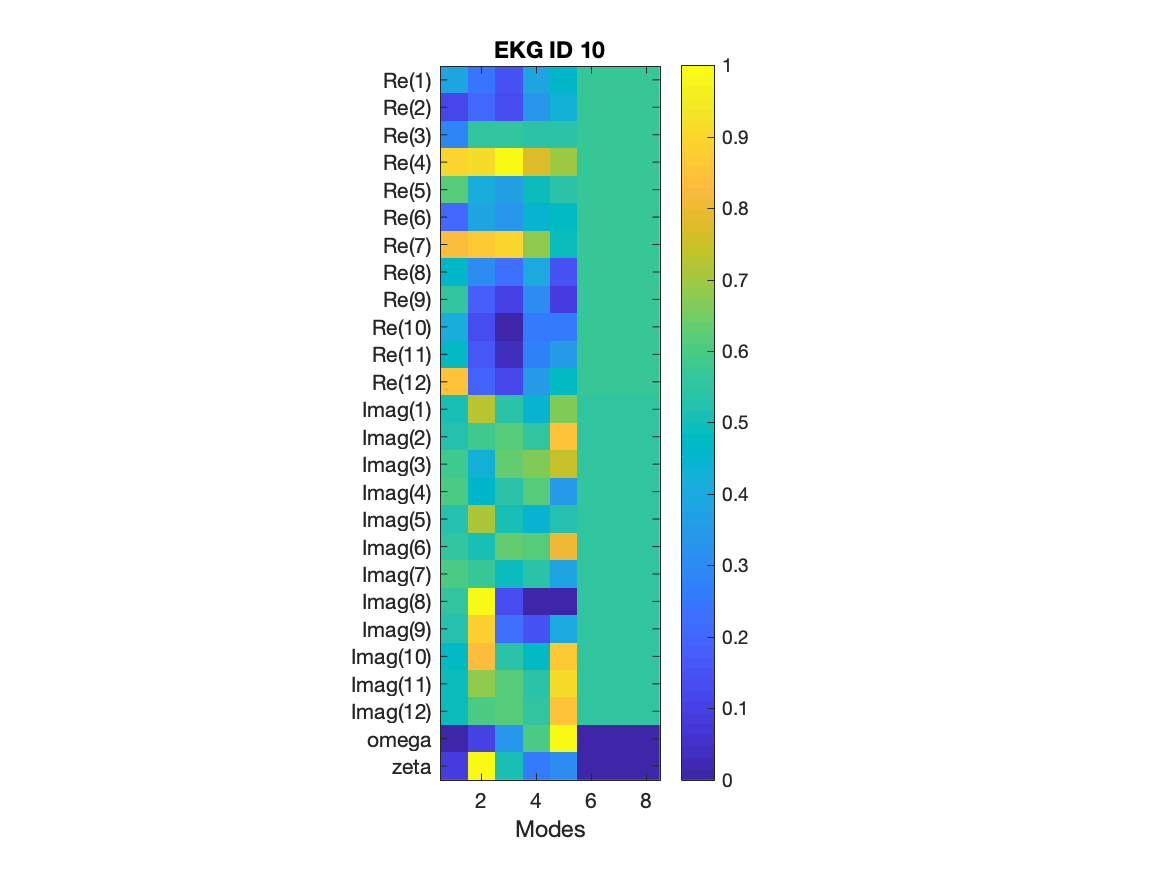 EKG ID 10
Re(1)
Re(2)
Re(3)
Re(4)
Re(5)
Re(6)
Re(7)
Re(8)
Re(9)
Re(10)
Re(11)
Re(12)
Imag(1)
Imag(2)
Imag(3)
Imag(4)
Imag(5)
Imag(6)
Imag(7)
Imag(8)
Imag(9)
Imag(10)
Imag(11)
Imag(12)
omega
zeta
2 4 6 8
Modes
1
0.9
0.8
0.7
0.6
0.5
0.4
0.3
0.2
0.1
0